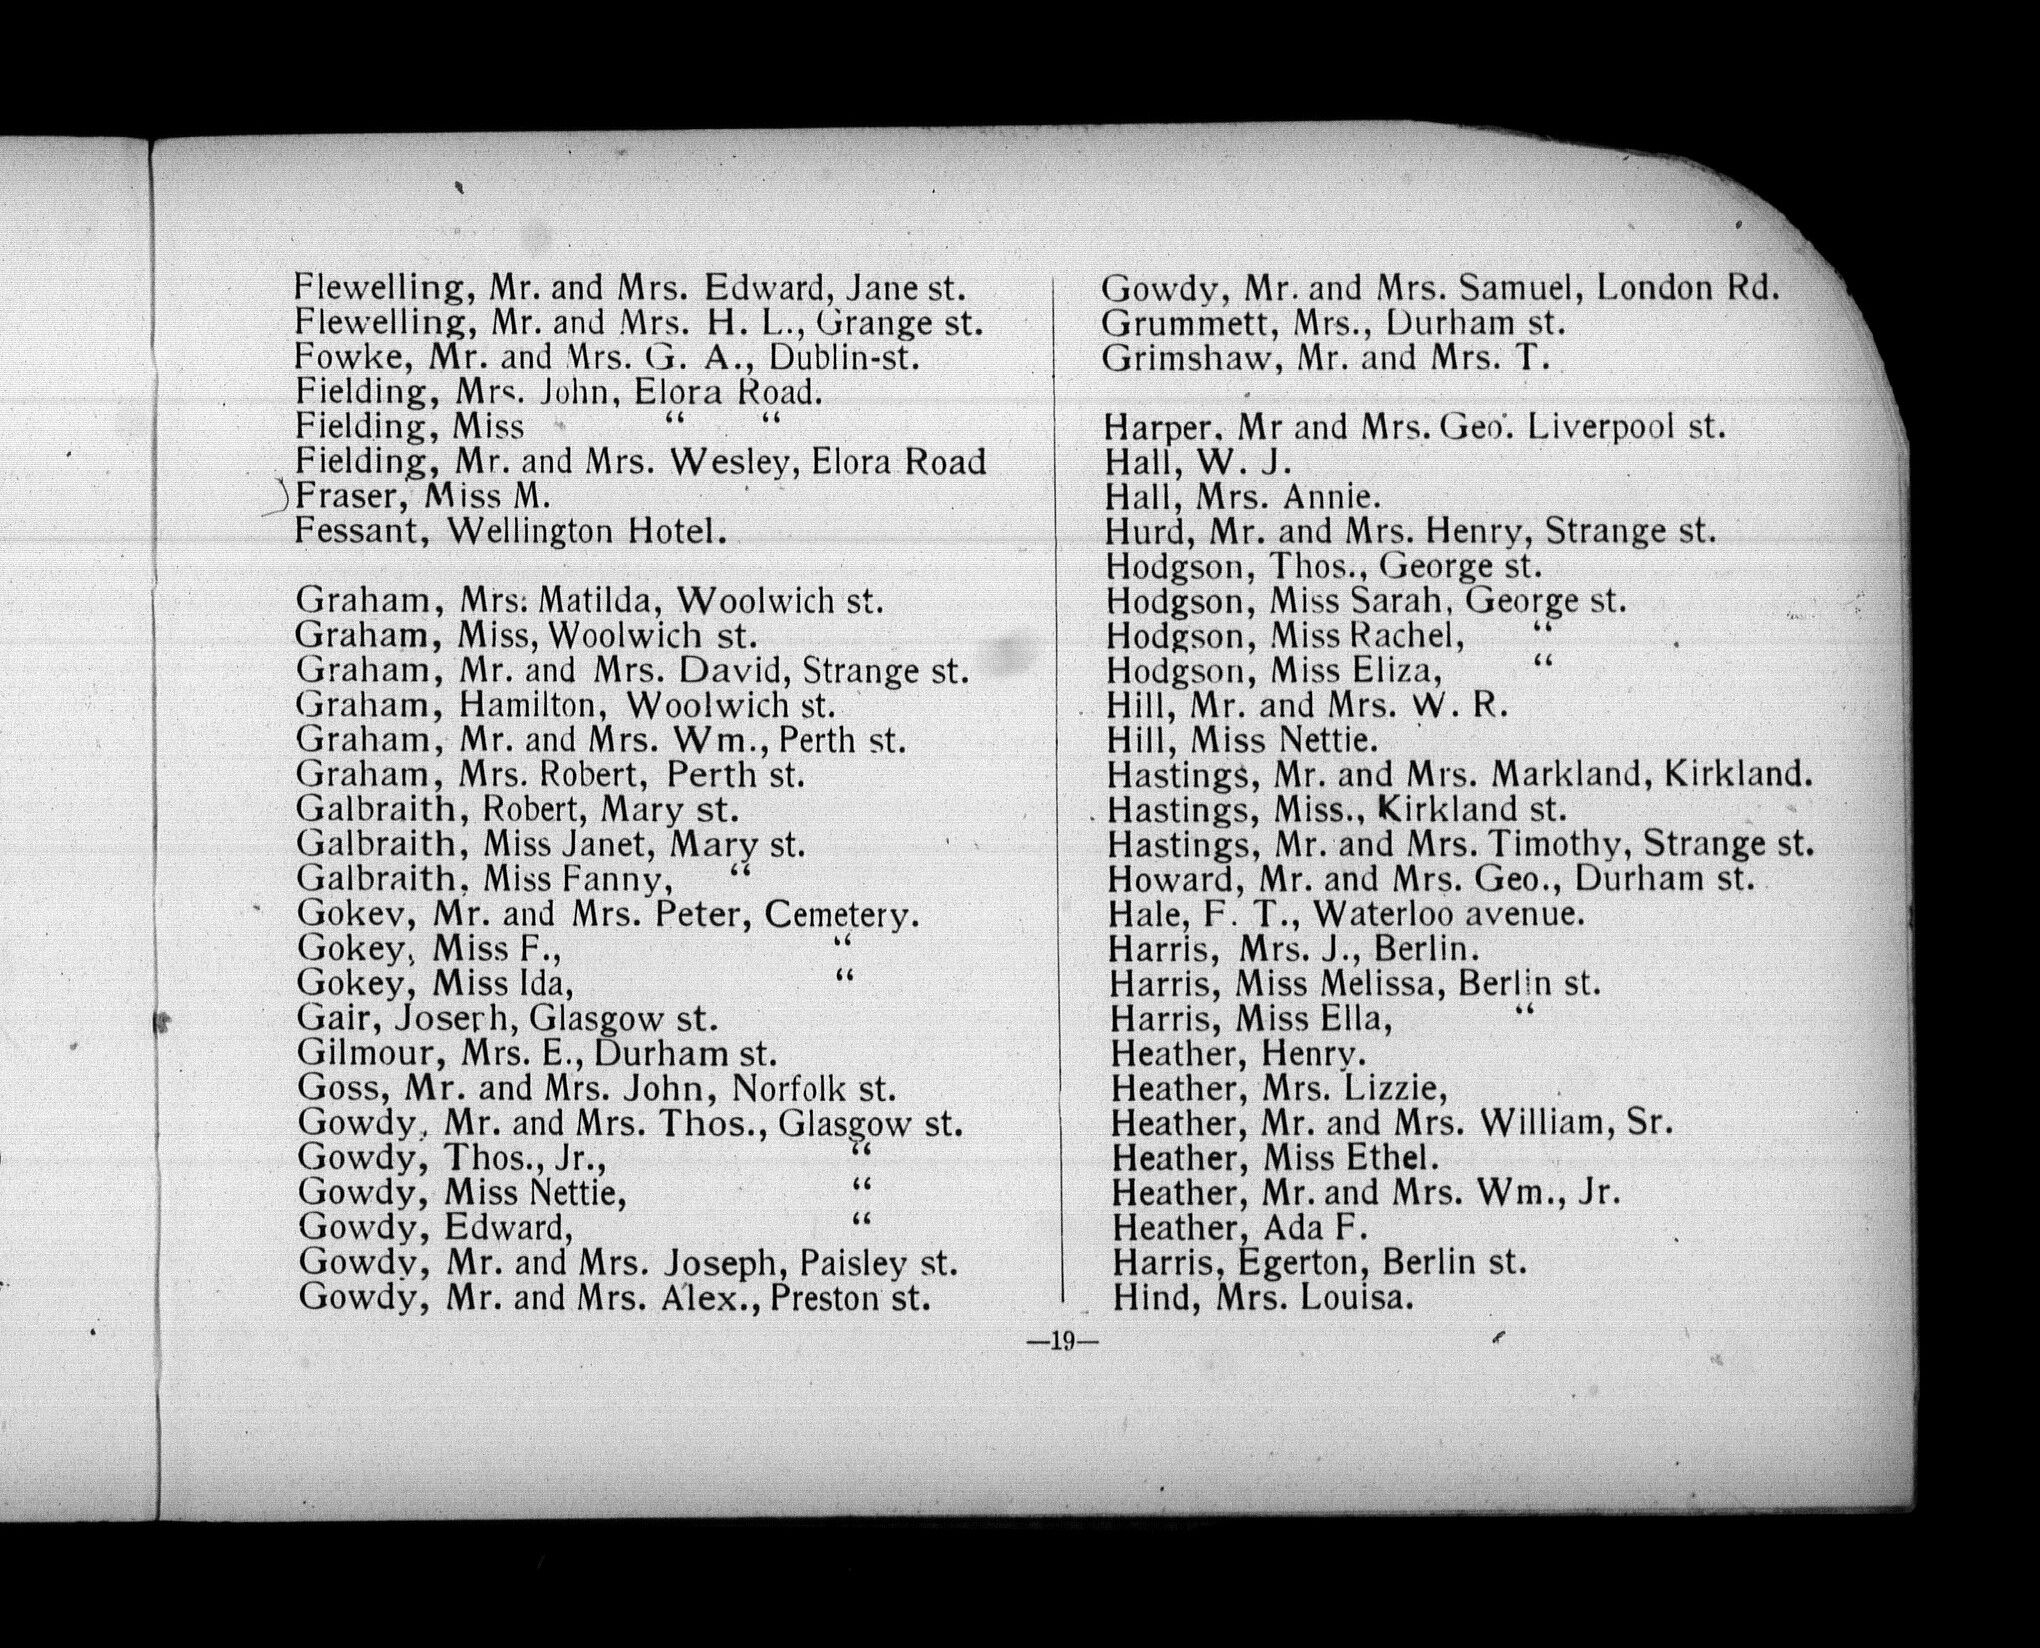 Flewelling, Mr. and Mrs. Edward, Jane st.
Flewelling, Mr. and Mrs. H. L., Grange st.
Fowke, Mr. and Mrs. G. A., Dublin-st.
Fielding, Mrs. John, Elora Road.
Fielding, Miss “ “
Fielding, Mr. and Mrs. Wesley, Elora Road
Fraser, Miss M.
Fessant, Wellington Hotel.
Graham, Mrs. Matilda, Woolwich st.
Graham, Miss, Woolwich st.
Graham, Mr. and Mrs. David, Strange st.
Graham, Hamilton, Woolwich st.
Graham, Mr. and Mrs. Wm., Perth st.
Graham, Mrs. Robert, Perth st.
Galbraith, Robert, Mary st.
Galbraith, Miss Janet, Mary st.
Galbraith, Miss Fanny, “
Gokey, Mr. and Mrs. Peter, Cemetery.
Gokey, Miss F., “
Gokey, Miss Ida, “
Gair, Joseph, Glasgow st.
Gilmour, Mrs. E., Durham st.
Goss, Mr. and Mrs. John, Norfolk st.
Gowdy, Mr. and Mrs. Thos., Glasgow st.
Gowdy, Thos., Jr., “
Gowdy, Miss Nettie, “
Gowdy, Edward, “
Gowdy, Mr. and Mrs. Joseph, Paisley st.
Gowdy, Mr. and Mrs. Alex., Preston st.
Gowdy, Mr. and Mrs. Samuel, London Rd.
Grummett, Mrs., Durham st.
Grimshaw, Mr. and Mrs. T.
Harper, Mr and Mrs. Geo. Liverpool st.
Hall, W. J.
Hall, Mrs. Annie.
Hurd, Mr. and Mrs. Henry, Strange st.
Hodgson, Thos., George st.
Hodgson, Miss Sarah, George st.
Hodgson, Miss Rachel, “
Hodgson, Miss Eliza, “
Hill, Mr. and Mrs. W. R.
Hill, Miss Nettie.
Hastings, Mr. and Mrs. Markland, Kirkland.
Hastings, Miss., Kirkland st.
Hastings, Mr. and Mrs. Timothy, Strange st.
Howard, Mr. and Mrs. Geo., Durham st.
Hale, F. T., Waterloo avenue.
Harris, Mrs. J., Berlin.
Harris, Miss Melissa, Berlin st.
Harris, Miss Ella, “
Heather, Henry.
Heather, Mrs. Lizzie,
Heather, Mr. and Mrs. William, Sr.
Heather, Miss Ethel.
Heather, Mr. and Mrs. Wm., Jr.
Heather, Ada F.
Harris, Egerton, Berlin st.
Hind, Mrs. Louisa.
—19—